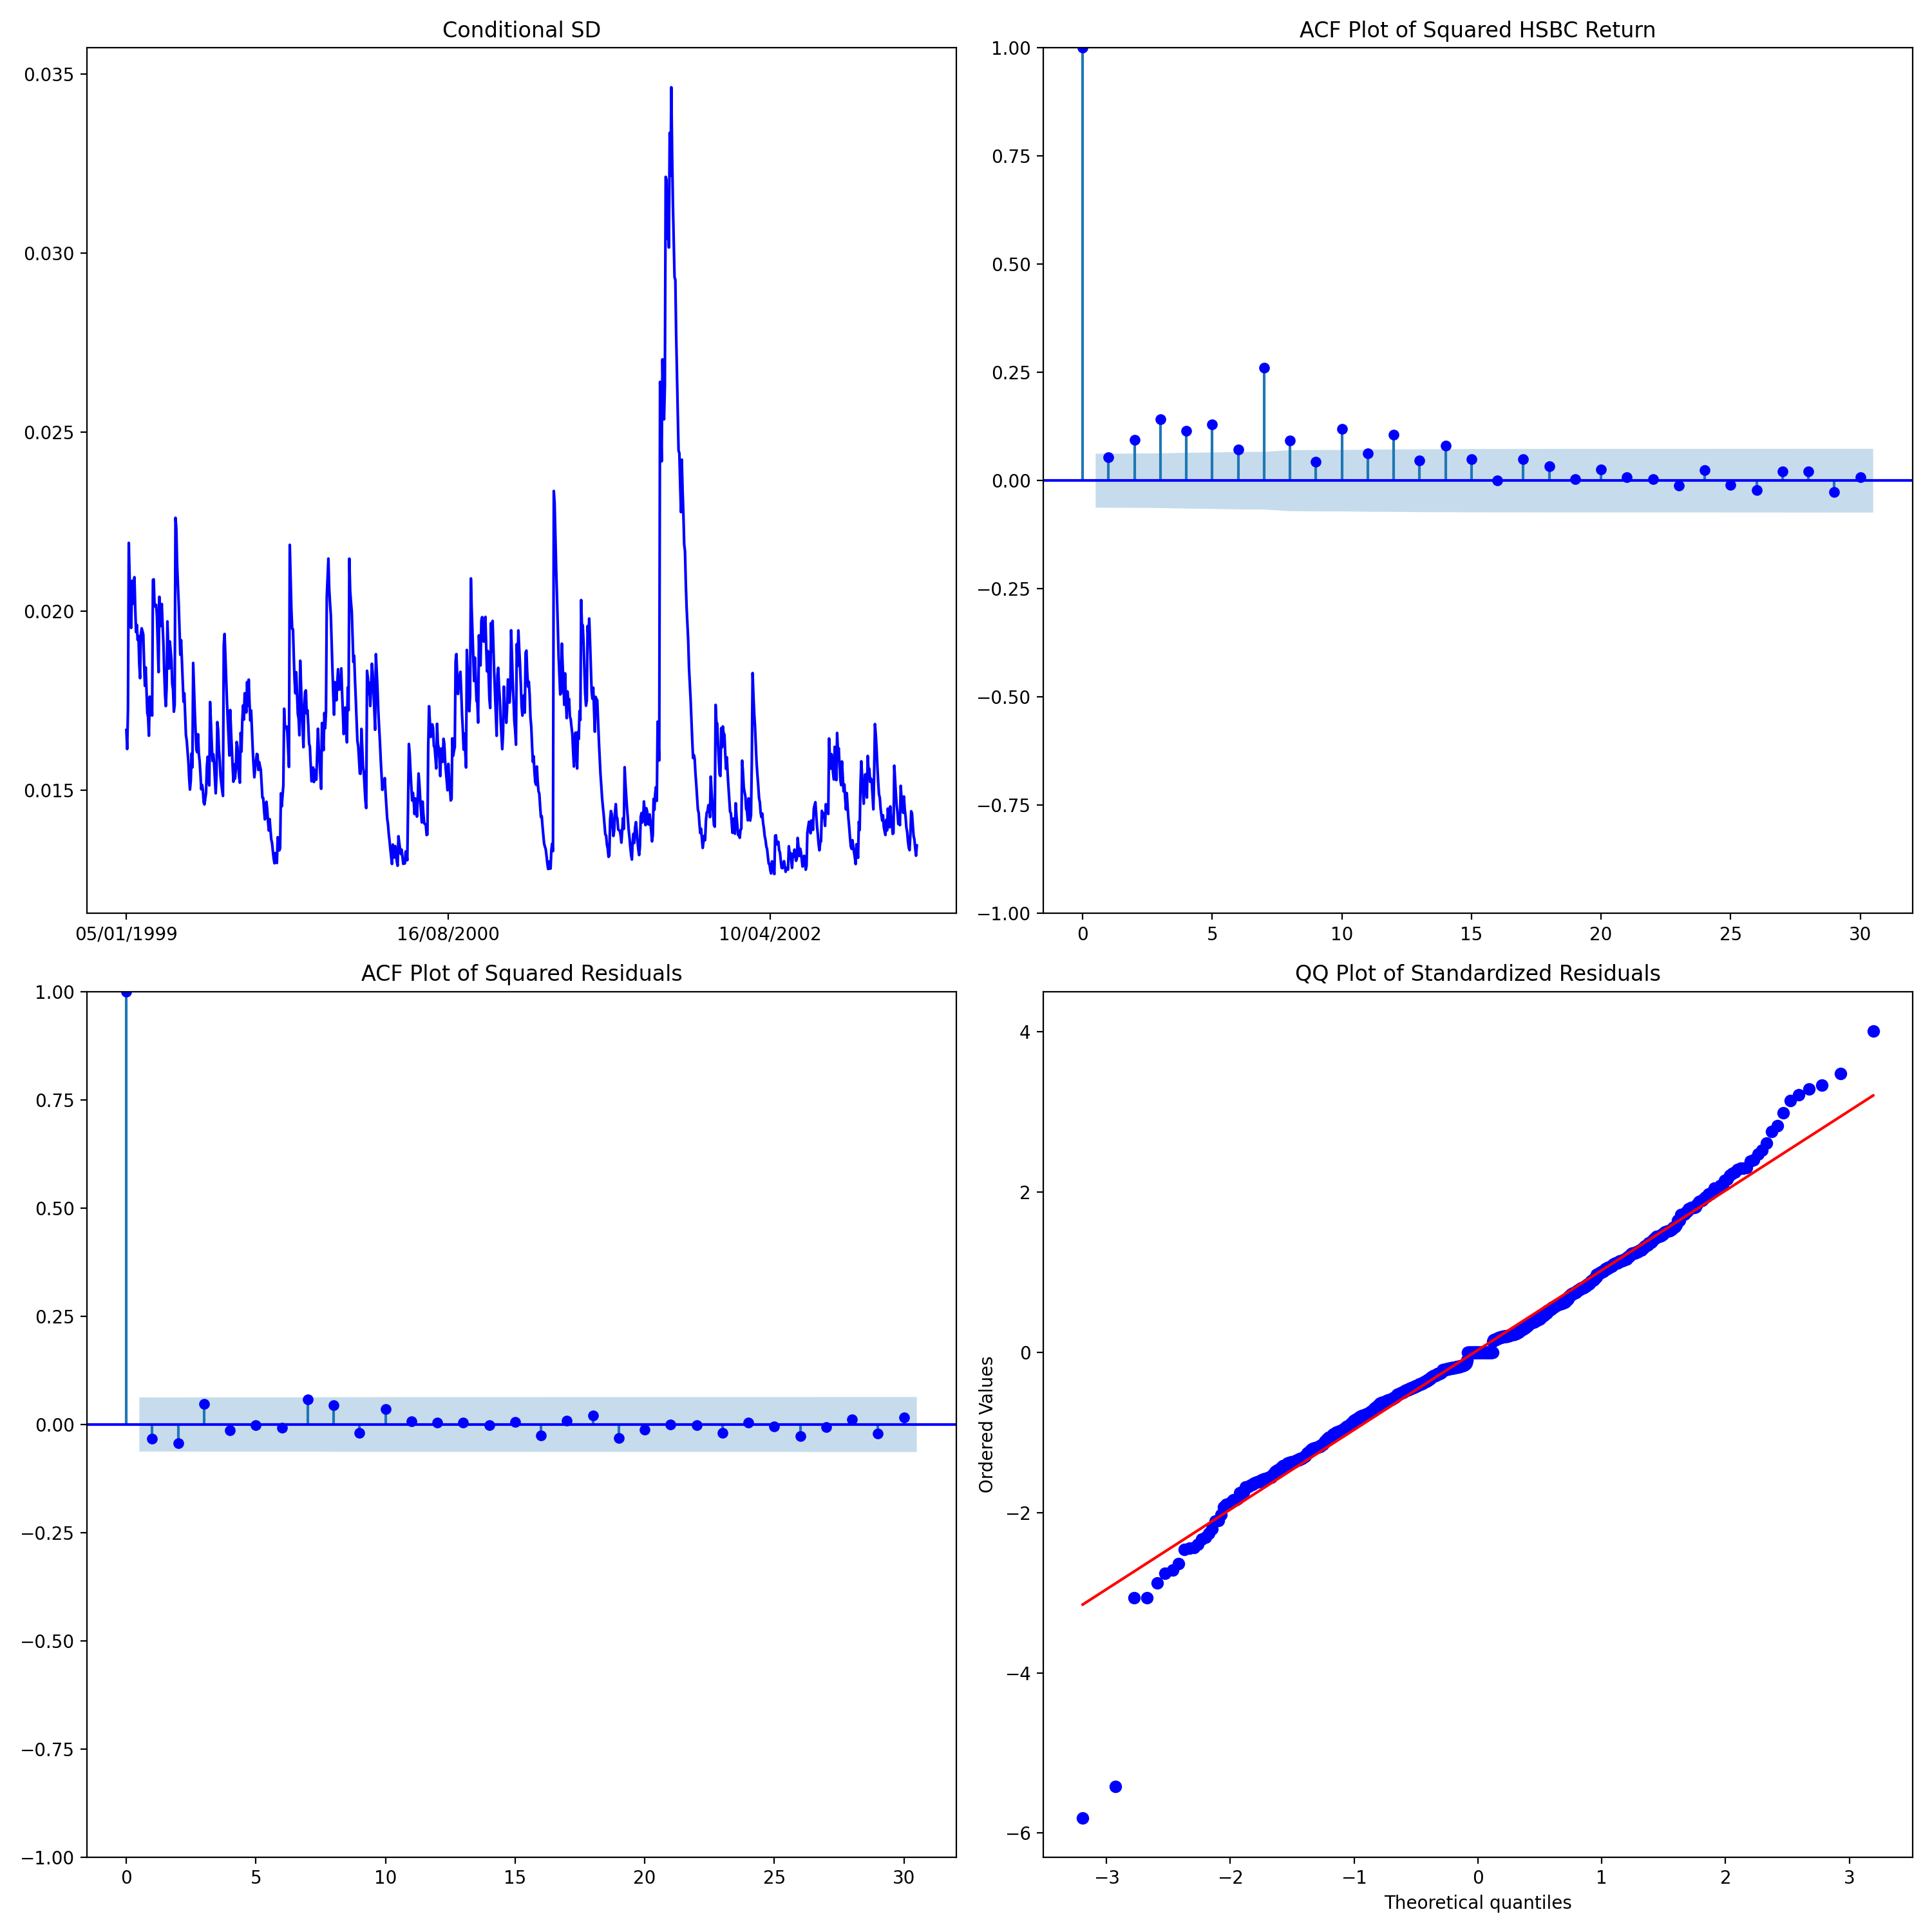 Conditional SD
0.035
0.030
0.025
0.020
0.015
05/01/1999 16/08/2000 10/04/2002
ACF Plot of Squared HSBC Return
1.00
0.75
0.50
0.25
0.00
−0.25
−0.50
−0.75
−1.00
0 5 10 15 20 25 30
ACF Plot of Squared Residuals
1.00
0.75
0.50
0.25
0.00
−0.25
−0.50
−0.75
−1.00
0 5 10 15 20 25 30
QQ Plot of Standardized Residuals
Ordered Values
4
2
0
−2
−4
−6
−3 −2 −1 0 1 2 3
Theoretical quantiles